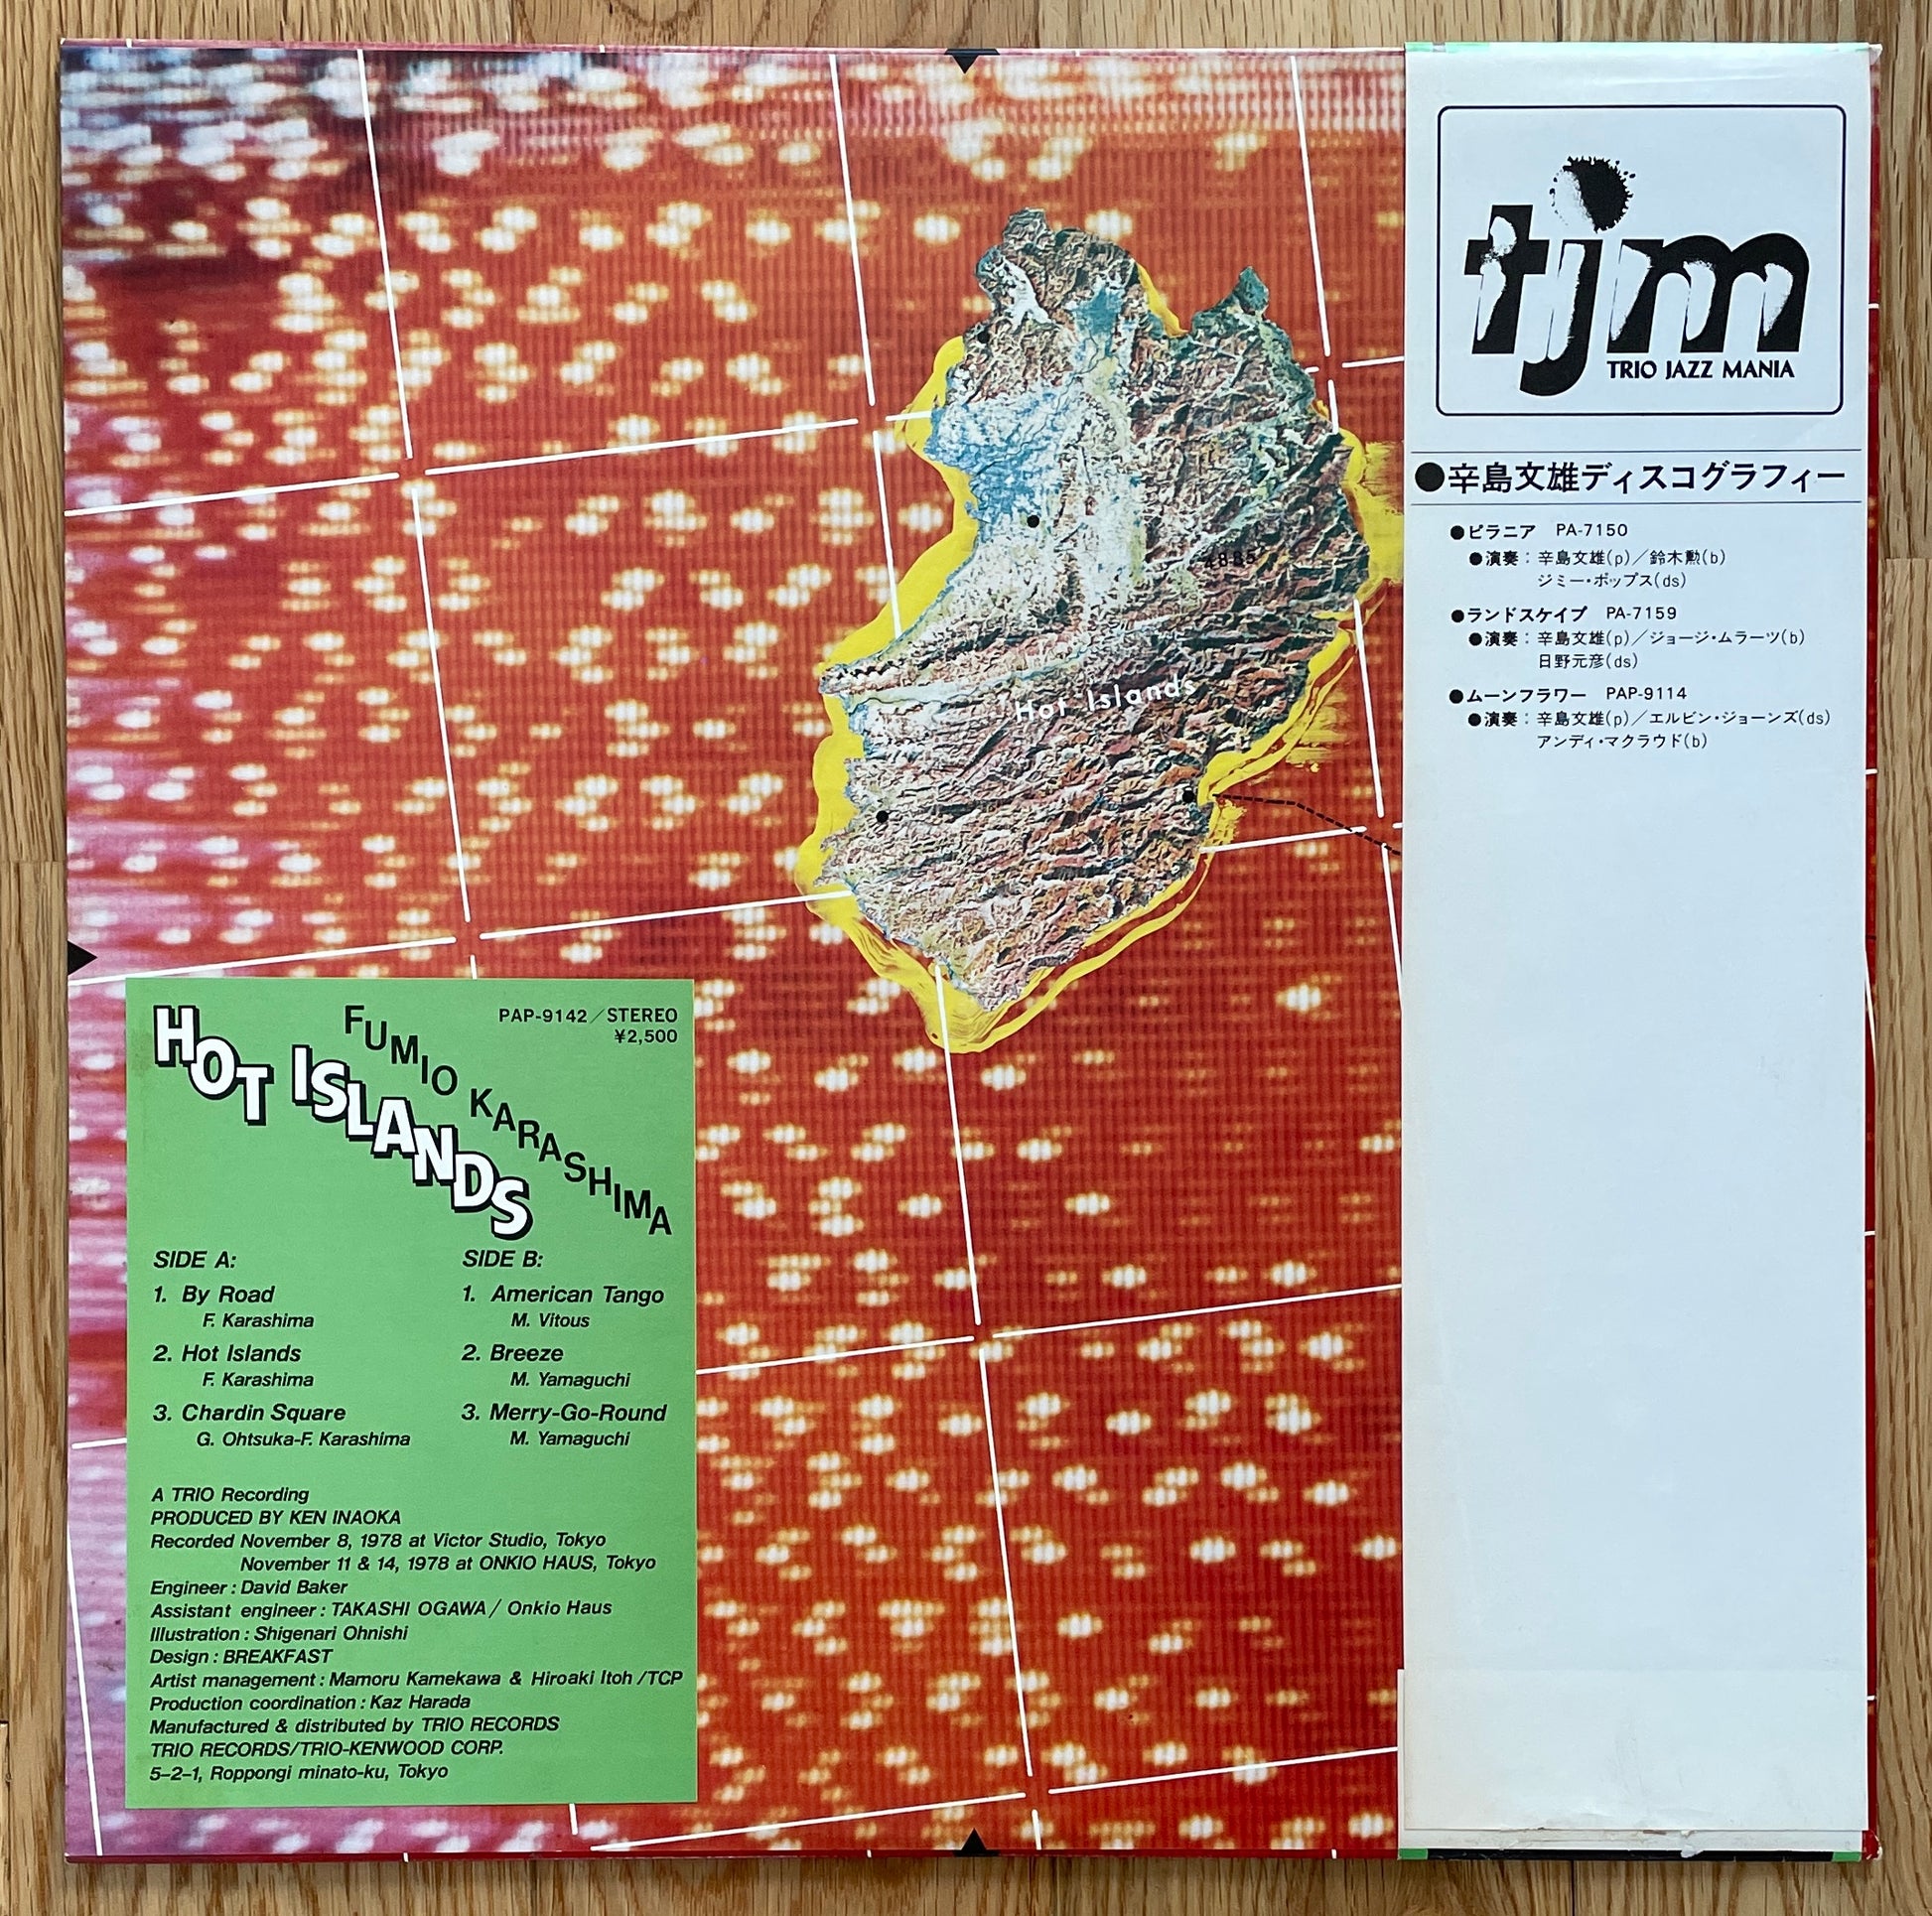 tjm
TRIO JAZZ MANIA
●辛島文雄ディスコグラフィー
●ピラニア PA-7150
●演奏：辛島文雄(p)／鈴木勲(b)
ジミー・ホップス(ds)
●ランドスケイプ PA-7159
●演奏：辛島文雄(p)／ジョージ・ムラーツ(b)
日野元彦(ds)
●ムーンフラワー PAP-9114
●演奏：辛島文雄(p)／エルビン・ジョーンズ(ds)
アンディ・マクラウド(b)
4885
Hot Islands
HOT ISLANDS
FUMIO KARASHIMA
PAP-9142／STEREO
¥2,500
SIDE A:
1. By Road
F. Karashima
2. Hot Islands
F. Karashima
3. Chardin Square
G. Ohtsuka-F. Karashima
SIDE B:
1. American Tango
M. Vitous
2. Breeze
M. Yamaguchi
3. Merry-Go-Round
M. Yamaguchi
A TRIO Recording
PRODUCED BY KEN INAOKA
Recorded November 8, 1978 at Victor Studio, Tokyo
November 11 & 14, 1978 at ONKIO HAUS, Tokyo
Engineer : David Baker
Assistant engineer : TAKASHI OGAWA / Onkio Haus
Illustration : Shigenari Ohnishi
Design : BREAKFAST
Artist management : Mamoru Kamekawa & Hiroaki Itoh /TCP
Production coordination : Kaz Harada
Manufactured & distributed by TRIO RECORDS
TRIO RECORDS/TRIO-KENWOOD CORP.
5-2-1, Roppongi minato-ku, Tokyo